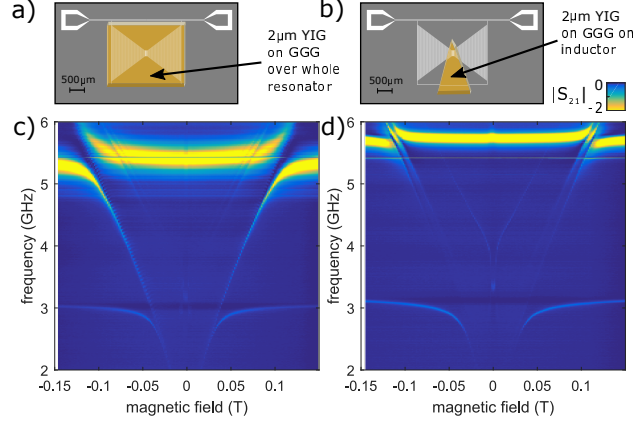 a)
2μm YIG
on GGG
over whole
resonator
500μm
b)
2μm YIG
on GGG on
inductor
500μm
|S21|
0
-2
c)
6
5
4
3
2
frequency (GHz)
-0.15 -0.1 -0.05 0 0.05 0.1
magnetic field (T)
d)
6
5
4
3
2
frequency (GHz)
-0.15 -0.1 -0.05 0 0.05 0.1
magnetic field (T)